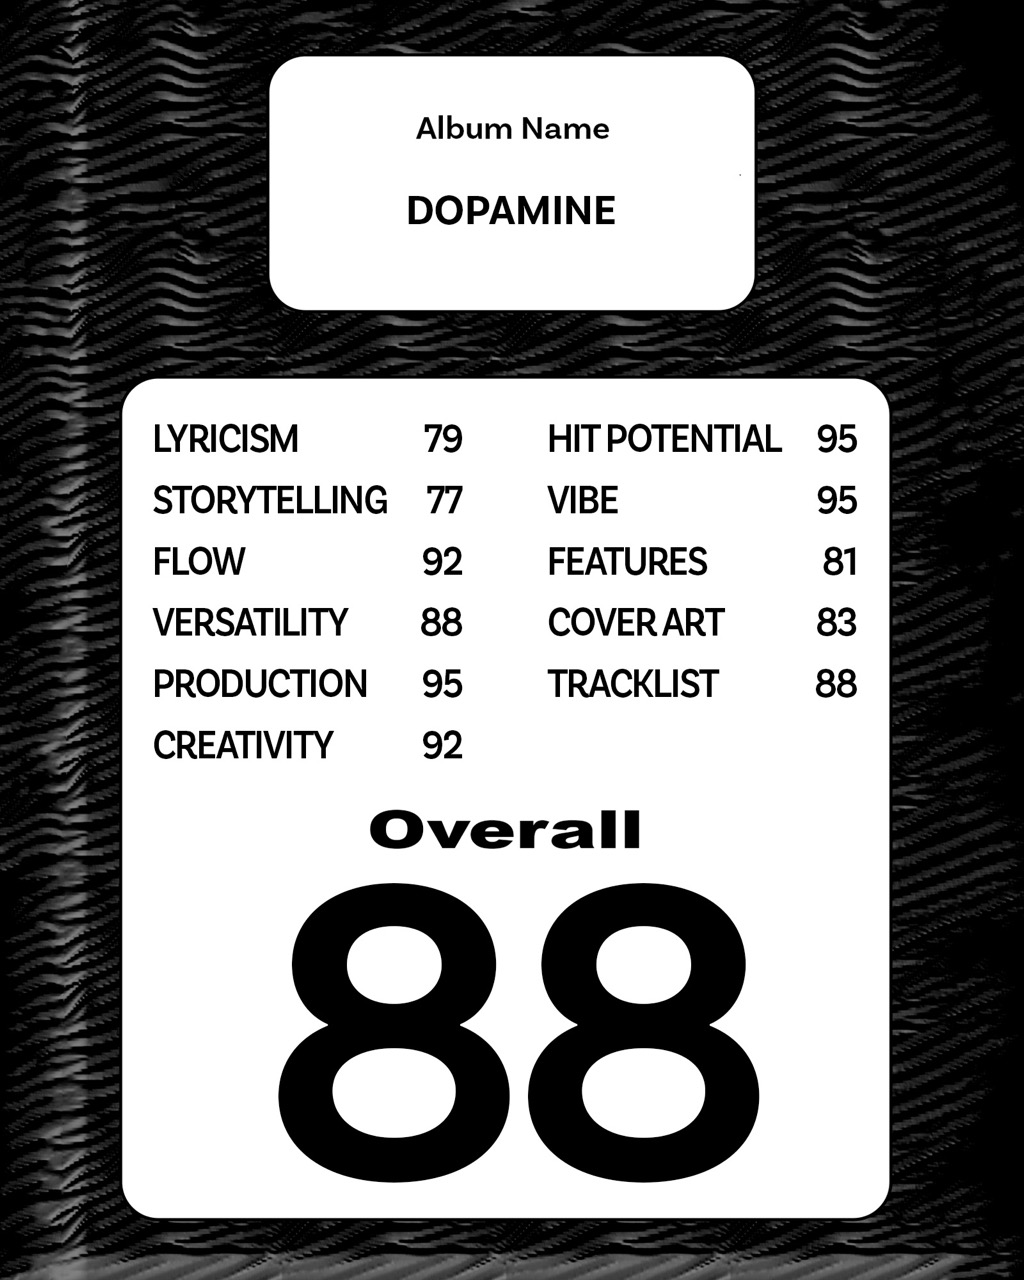 Album Name
DOPAMINE
LYRICISM 79
STORYTELLING 77
FLOW 92
VERSATILITY 88
PRODUCTION 95
CREATIVITY 92
HIT POTENTIAL 95
VIBE 95
FEATURES 81
COVER ART 83
TRACKLIST 88
Overall
88